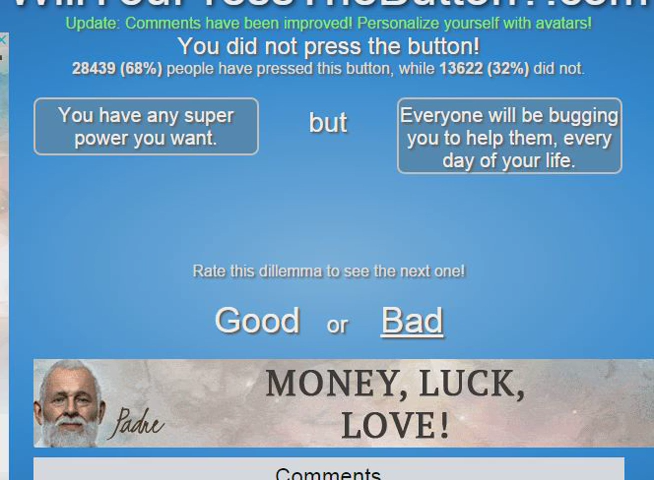 WillYouPressTheButton?.com
Update: Comments have been improved! Personalize yourself with avatars!
You did not press the button!
28439 (68%) people have pressed this button, while 13622 (32%) did not.
You have any super
power you want.
but
Everyone will be bugging
you to help them, every
day of your life.
Rate this dillemma to see the next one!
Good or Bad
Padre
MONEY, LUCK,
LOVE!
Comments